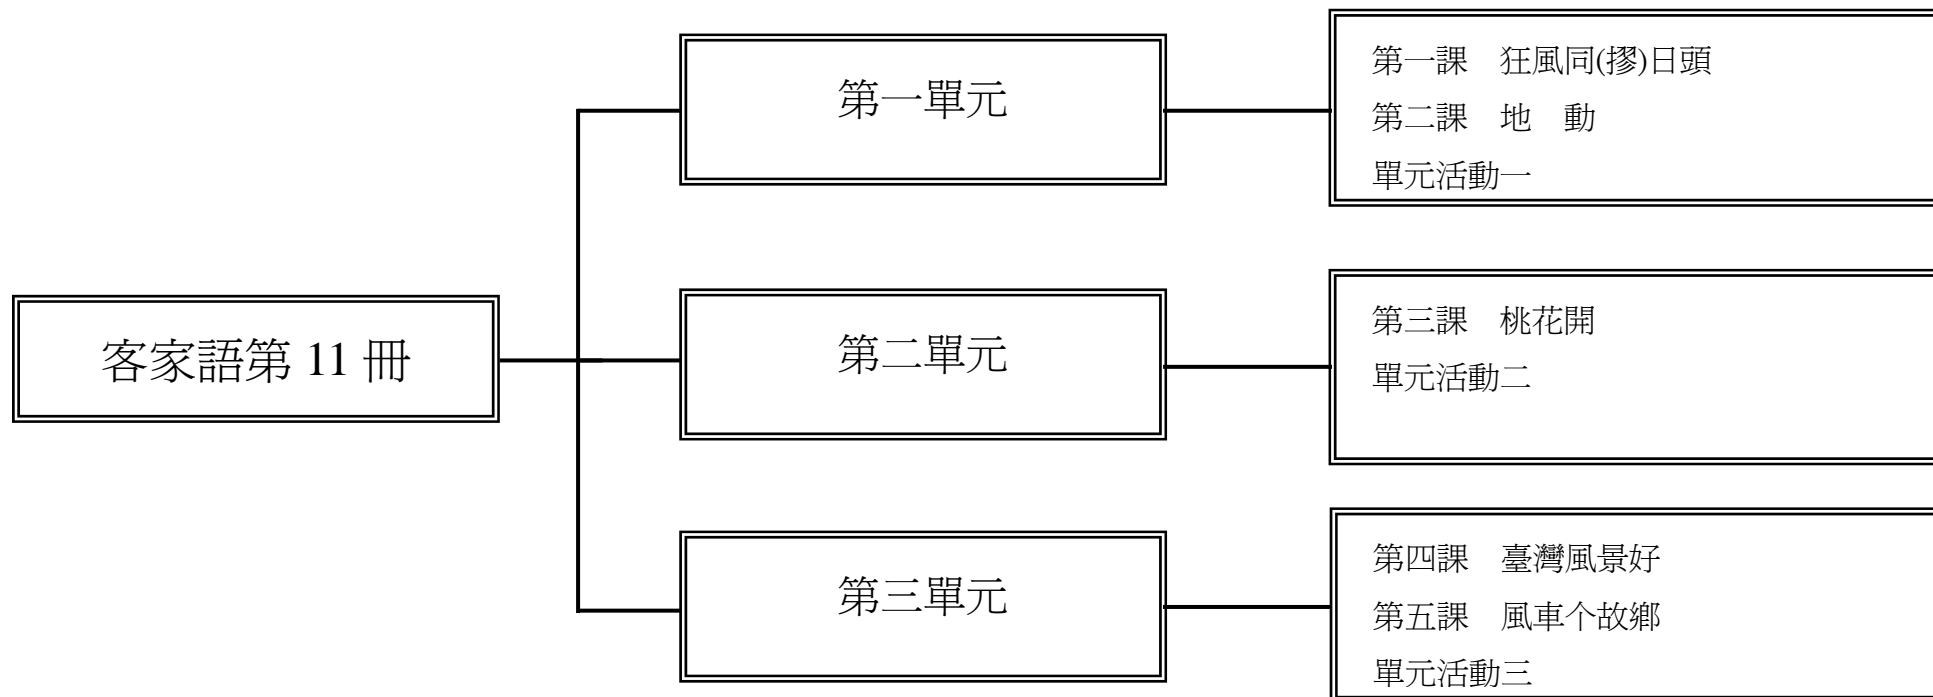 客家語第 11 冊
第一單元
第一課　狂風同(摎)日頭
第二課　地　動
單元活動一
第二單元
第三課　桃花開
單元活動二
第三單元
第四課　臺灣風景好
第五課　風車个故鄉
單元活動三